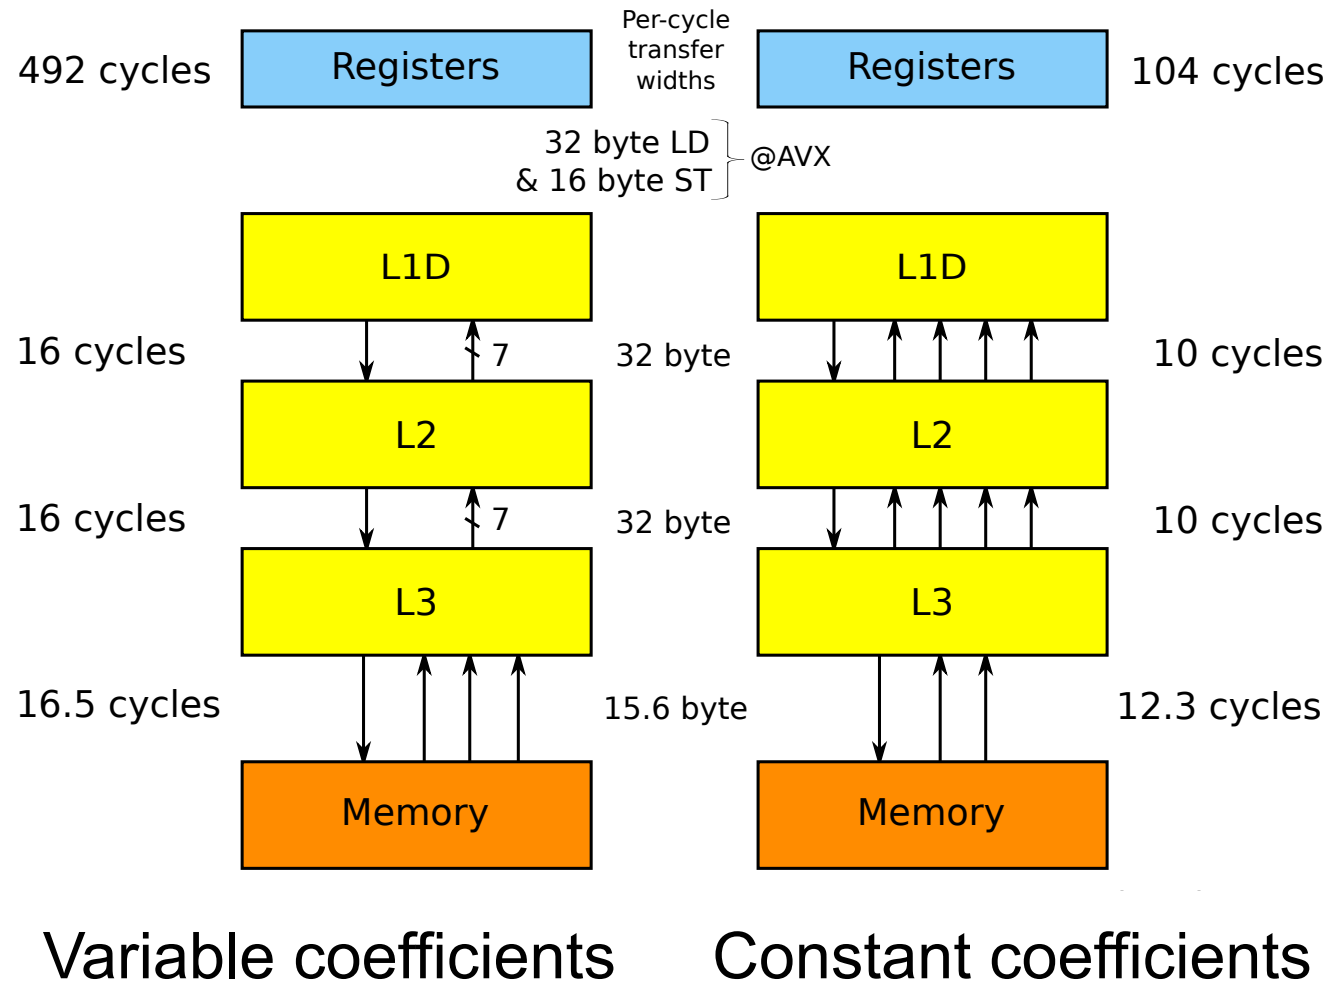 Per-cycle
transfer
widths
492 cycles
Registers
Registers
104 cycles
32 byte LD
& 16 byte ST
@AVX
L1D
L1D
16 cycles
7
32 byte
10 cycles
L2
L2
16 cycles
7
32 byte
10 cycles
L3
L3
16.5 cycles
15.6 byte
12.3 cycles
Memory
Memory
Variable coefficients
Constant coefficients